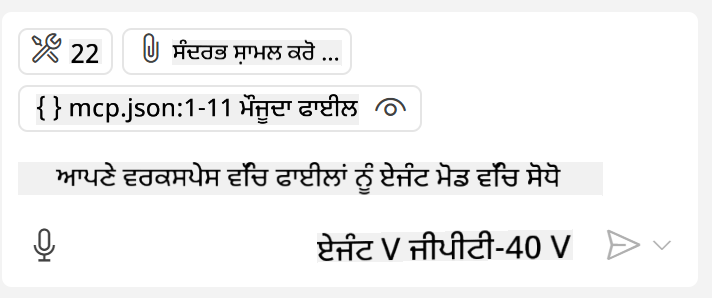 22 ਸੰਦਰਭ ਸ਼ਾਮਲ ਕਰੋ ...
{ } mcp.json:1-11 ਮੌਜੂਦਾ ਫਾਈਲ
ਆਪਣੇ ਵਰਕਸਪੇਸ ਵਿੱਚ ਫਾਈਲਾਂ ਨੂੰ ਏਜੰਟ ਮੋਡ ਵਿੱਚ ਸੋਧੋ
ਏਜੰਟ V ਜੀਪੀਟੀ-40 V